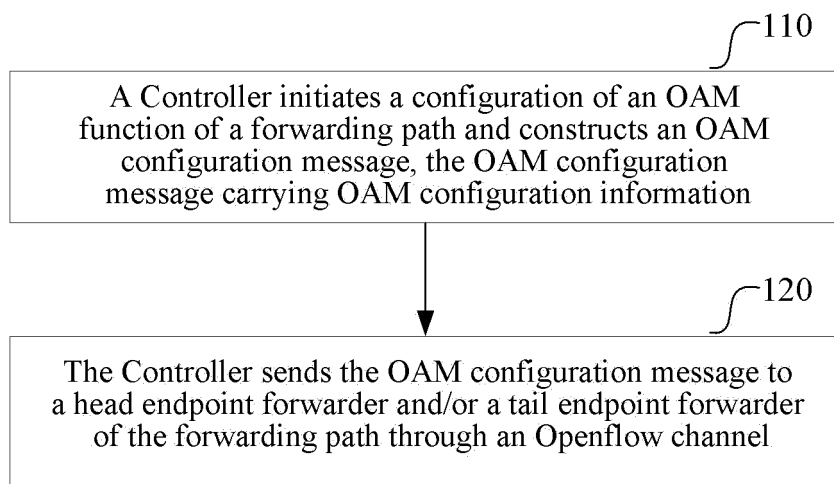 110
A Controller initiates a configuration of an OAM
function of a forwarding path and constructs an OAM
configuration message, the OAM configuration
message carrying OAM configuration information
120
The Controller sends the OAM configuration message to
a head endpoint forwarder and/or a tail endpoint forwarder
of the forwarding path through an Openflow channel